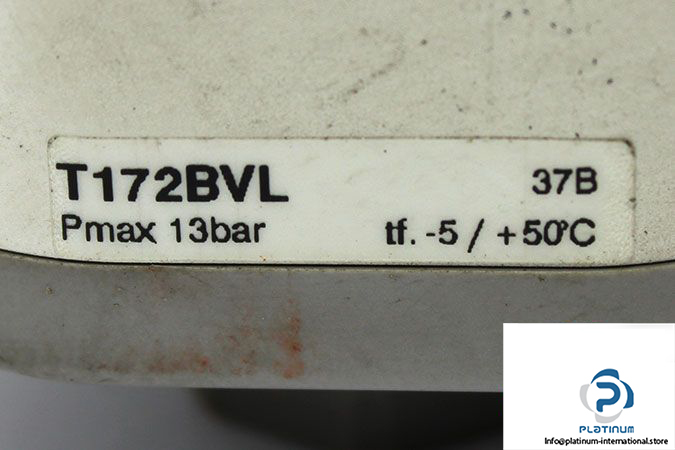 T172BVL 37B
Pmax 13bar tf. -5 / +50°C
PLATINUM
Info@platinum-international.store